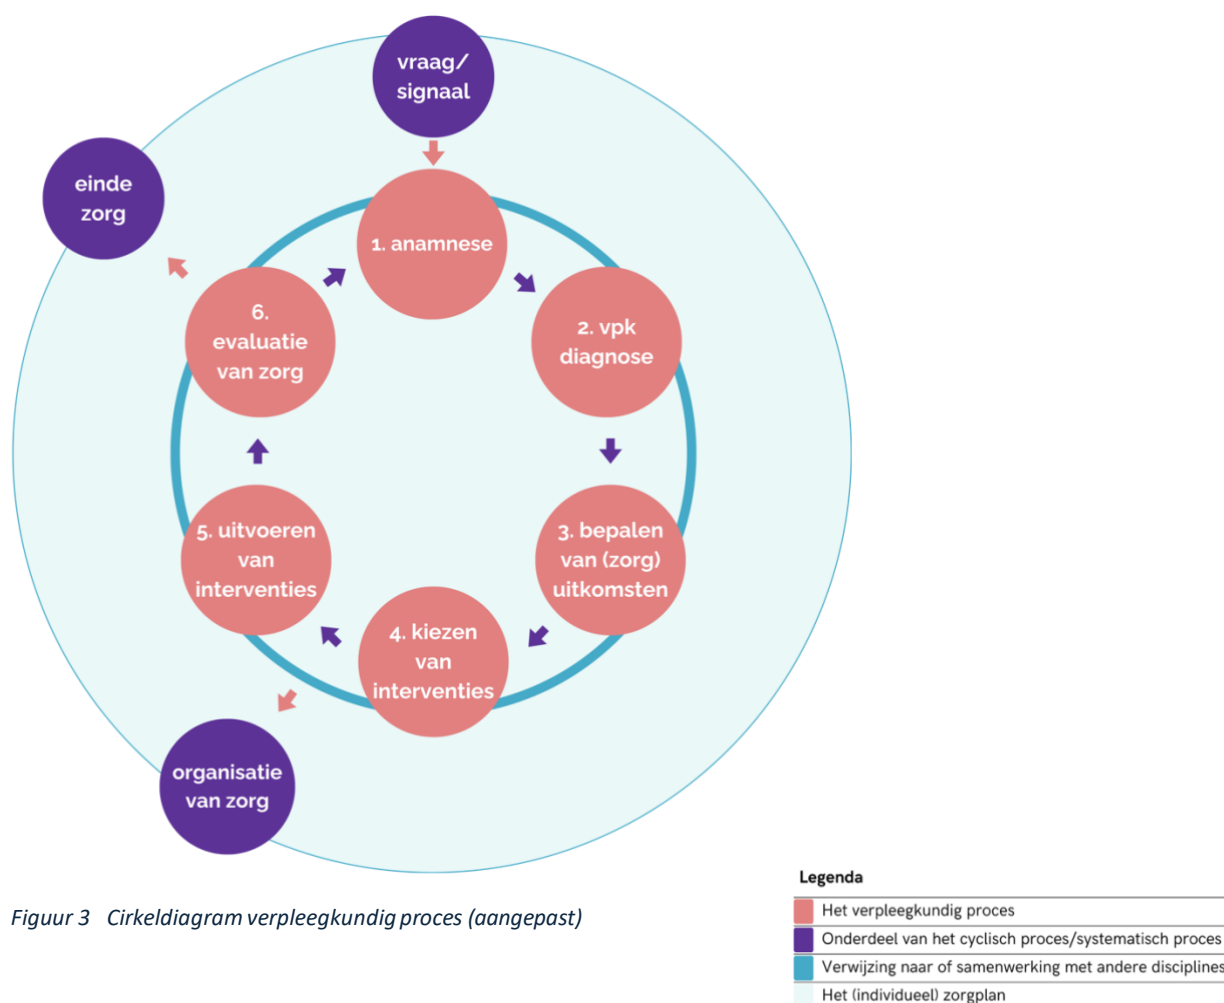 vraag/
signaal
einde
zorg
1. anamnese
6.
evaluatie
van zorg
2. vpk
diagnose
5. uitvoeren
van
interventies
3. bepalen
van (zorg)
uitkomsten
4. kiezen
van
interventies
organisatie
van zorg
Figuur 3 Cirkeldiagram verpleegkundig proces (aangepast)
Legenda
Het verpleegkundig proces
Onderdeel van het cyclisch proces/systematisch proces
Verwijzing naar of samenwerking met andere disciplines
Het (individueel) zorgplan